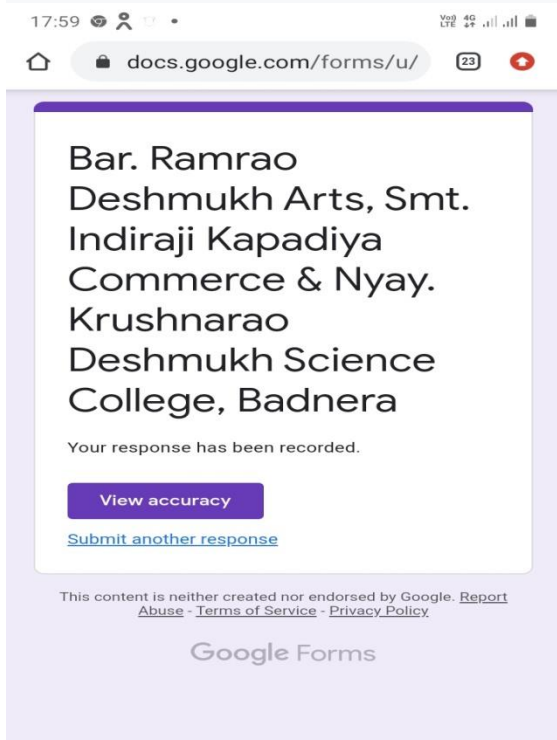 17:59
Vo)) 4G
LTE
docs.google.com/forms/u/ 23
Bar. Ramrao
Deshmukh Arts, Smt.
Indiraji Kapadiya
Commerce & Nyay.
Krushnarao
Deshmukh Science
College, Badnera
Your response has been recorded.
View accuracy
Submit another response
This content is neither created nor endorsed by Google. Report
Abuse - Terms of Service - Privacy Policy
Google Forms